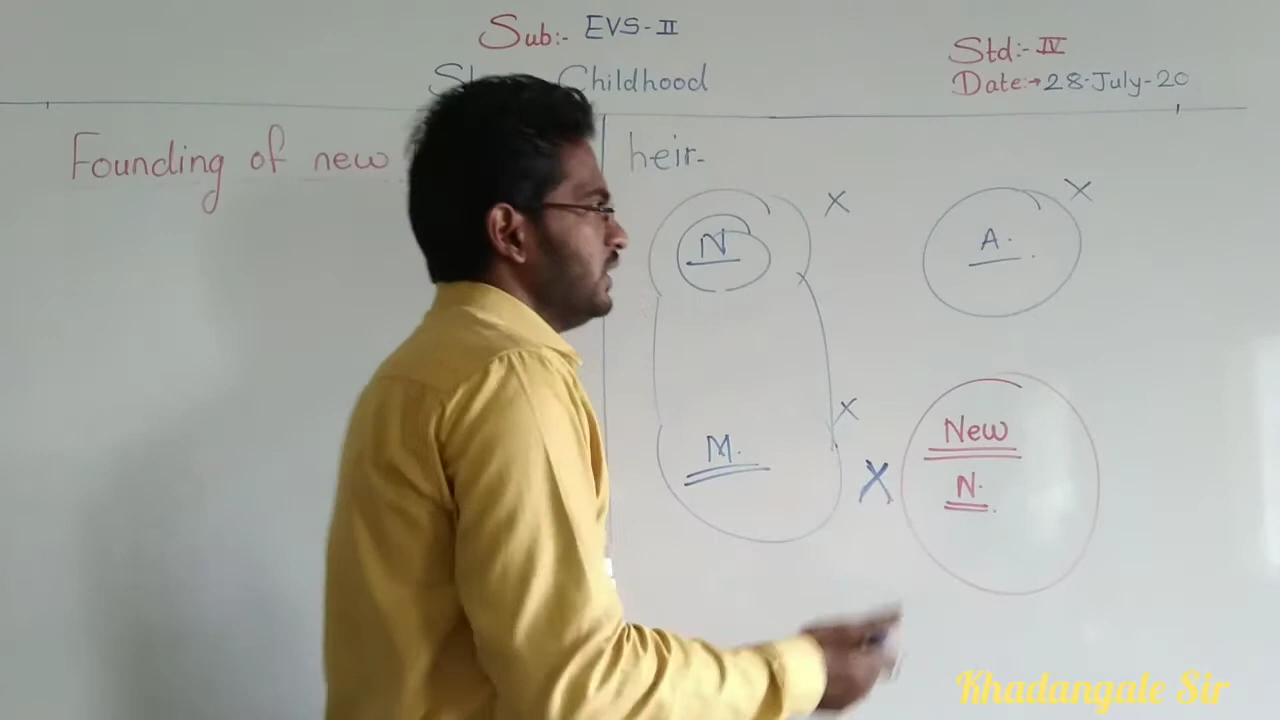 Sub:- EVS-II
Childhood
Std:- IV
Date:→28-July-20
Founding of new
heir-
N X
A. X
M. X
X
New
N.
Khadangale Sir